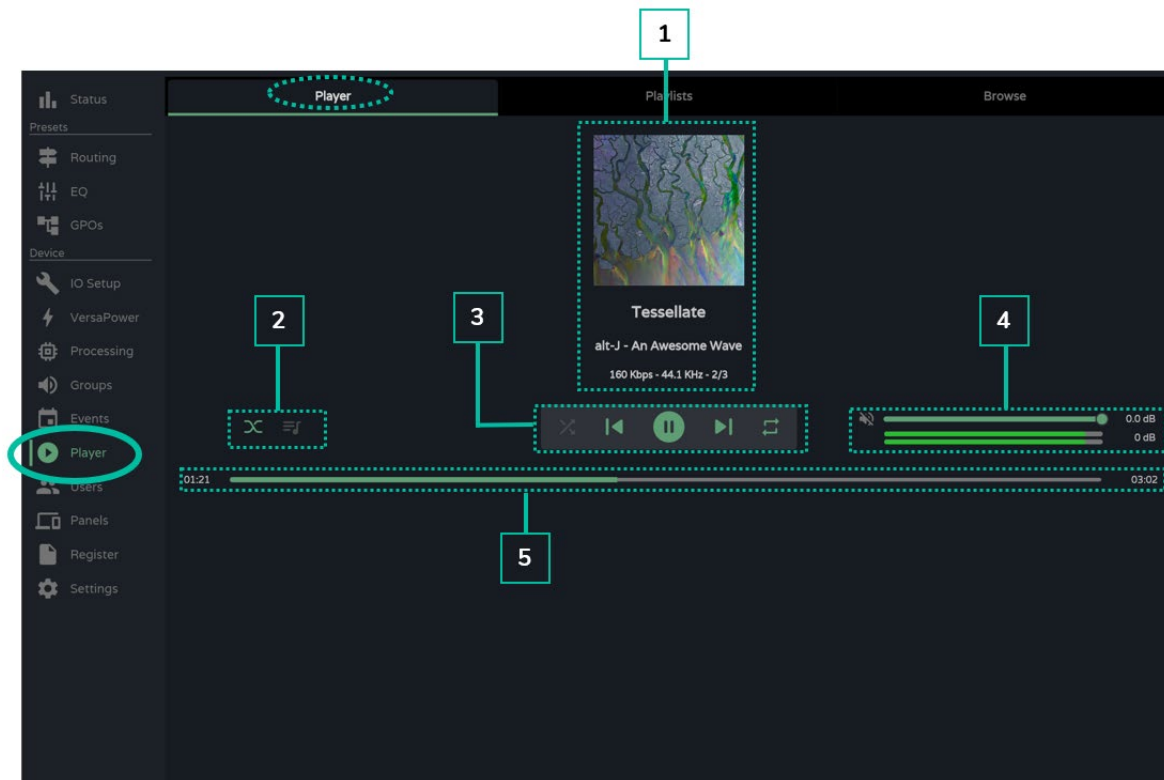 1
Status
Player
Playlists
Browse
Presets
Routing
EQ
GPOs
Device
IO Setup
VersaPower
Processing
Groups
Events
Player
Users
Panels
Register
Settings
Tessellate
alt-J - An Awesome Wave
160 Kbps - 44.1 KHz - 2/3
2
3
4
0.0 dB
0 dB
01:21
03:02
5